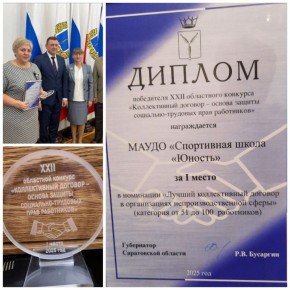 XXII
ОБЛАСТНОЙ КОНКУРС
«КОЛЛЕКТИВНЫЙ ДОГОВОР -
ОСНОВА ЗАЩИТЫ
СОЦИАЛЬНО-ТРУДОВЫХ
ПРАВ РАБОТНИКОВ»
I место
ДИПЛОМ
победителя XXII областного конкурса
«Коллективный договор – основа защиты
социально-трудовых прав работников»
награждается
МАУДО «Спортивная школа
«Юность»
за I место
в номинации «Лучший коллективный договор
в организациях непроизводственной сферы»
(категория от 51 до 100 работников)
Губернатор
Саратовской области
Р.В. Бусаргин
2023 год